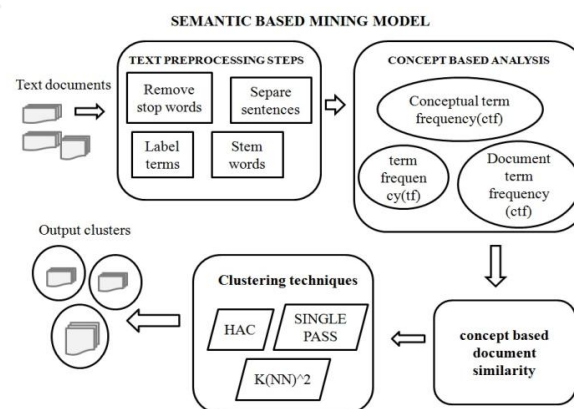 SEMANTIC BASED MINING MODEL
Text documents
TEXT PREPROCESSING STEPS
Remove
stop words
Separe
sentences
Label
terms
Stem
words
CONCEPT BASED ANALYSIS
Conceptual term
frequency(ctf)
term
frequen
cy(tf)
Document
term
frequency
(ctf)
concept based
document
similarity
Clustering techniques
HAC
SINGLE
PASS
K(NN)^2
Output clusters